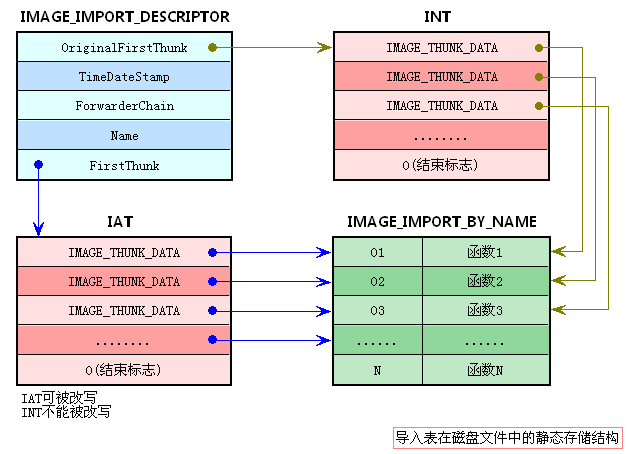 IMAGE_IMPORT_DESCRIPTOR
OriginalFirstThunk
TimeDateStamp
ForwarderChain
Name
FirstThunk
INT
IMAGE_THUNK_DATA
IMAGE_THUNK_DATA
IMAGE_THUNK_DATA
........
0(结束标志)
IAT
IMAGE_THUNK_DATA
IMAGE_THUNK_DATA
IMAGE_THUNK_DATA
........
0(结束标志)
IMAGE_IMPORT_BY_NAME
01 函数1
02 函数2
03 函数3
...... ......
N 函数N
IAT可被改写
INT不能被改写
导入表在磁盘文件中的静态存储结构